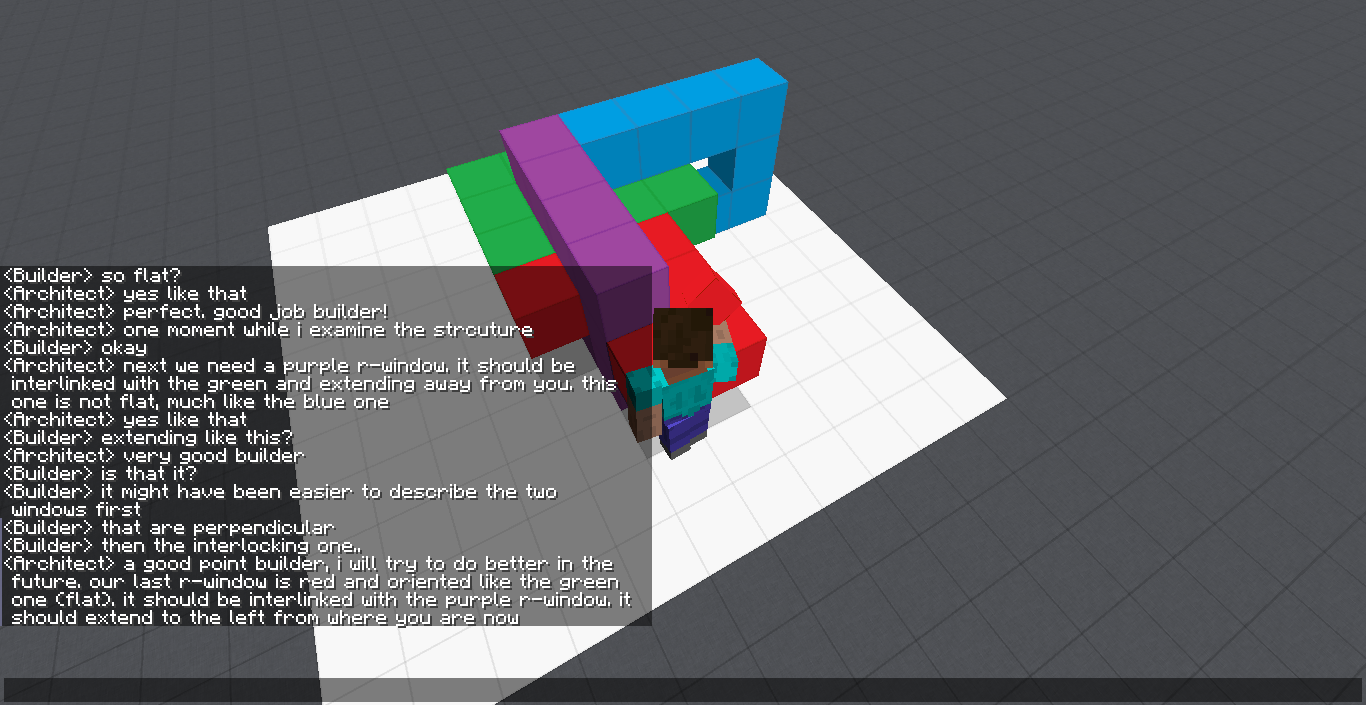 <Builder> so flat?
<Architect> yes like that
<Architect> perfect, good job builder!
<Architect> one moment while i examine the strcuture
<Builder> okay
<Architect> next we need a purple r-window, it should be
interlinked with the green and extending away from you, this
one is not flat, much like the blue one
<Architect> yes like that
<Builder> extending like this?
<Architect> very good builder
<Builder> is that it?
<Builder> it might have been easier to describe the two
windows first
<Builder> that are perpendicular
<Builder> then the interlocking one..
<Architect> a good point builder, i will try to do better in the
future. our last r-window is red and oriented like the green
one (flat), it should be interlinked with the purple r-window, it
should extend to the left from where you are now